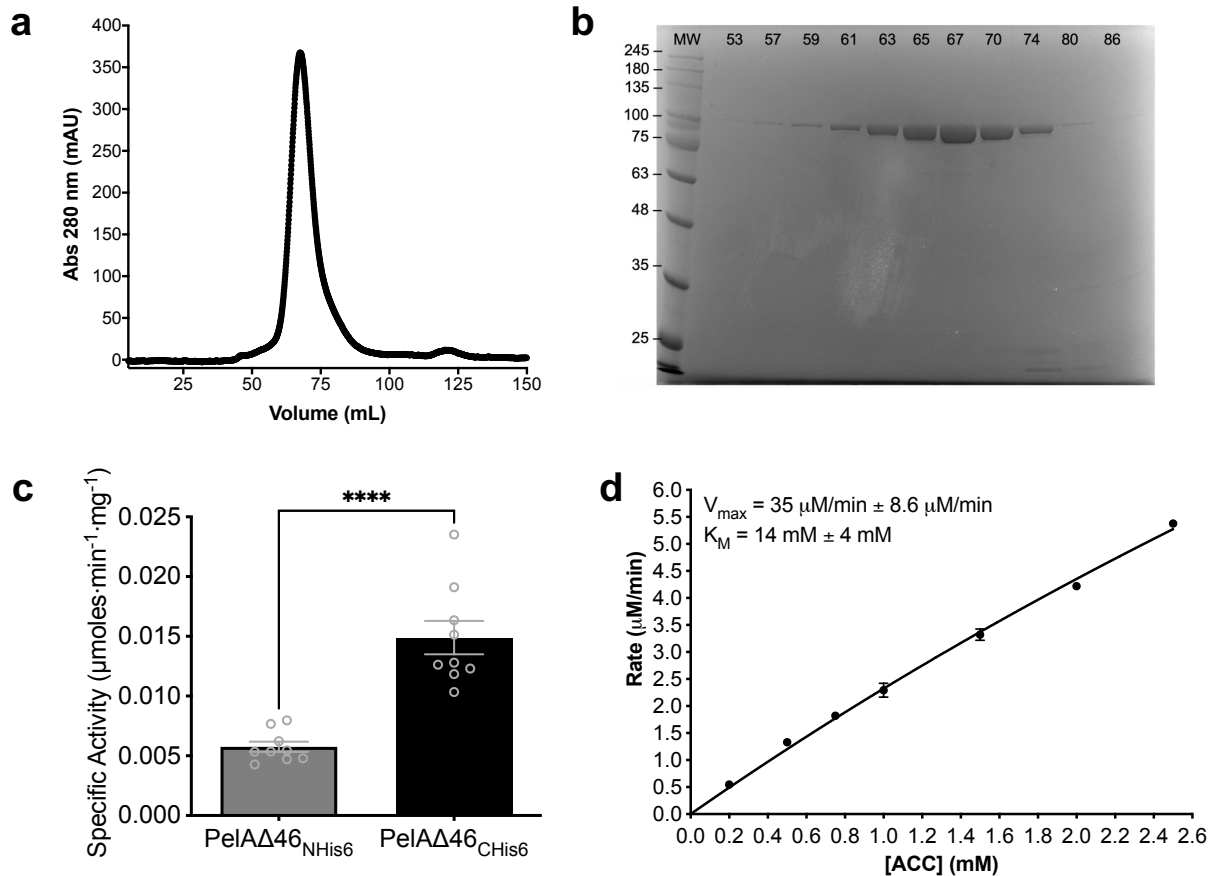 a
400
350
300
250
200
150
100
50
0
Abs 280 nm (mAU)
25 50 75 100 125 150
Volume (mL)
b
MW 53 57 59 61 63 65 67 70 74 80 86
245
180
135
100
75
63
48
35
25
c
0.025
0.020
0.015
0.010
0.005
0.000
Specific Activity (µmoles·min⁻¹·mg⁻¹)
****
PelAΔ46NHis6 PelAΔ46CHis6
d
6.0
5.5
5.0
4.5
4.0
3.5
3.0
2.5
2.0
1.5
1.0
0.5
0.0
Rate (µM/min)
Vmax = 35 µM/min ± 8.6 µM/min
KM = 14 mM ± 4 mM
0.0 0.2 0.4 0.6 0.8 1.0 1.2 1.4 1.6 1.8 2.0 2.2 2.4 2.6
[ACC] (mM)